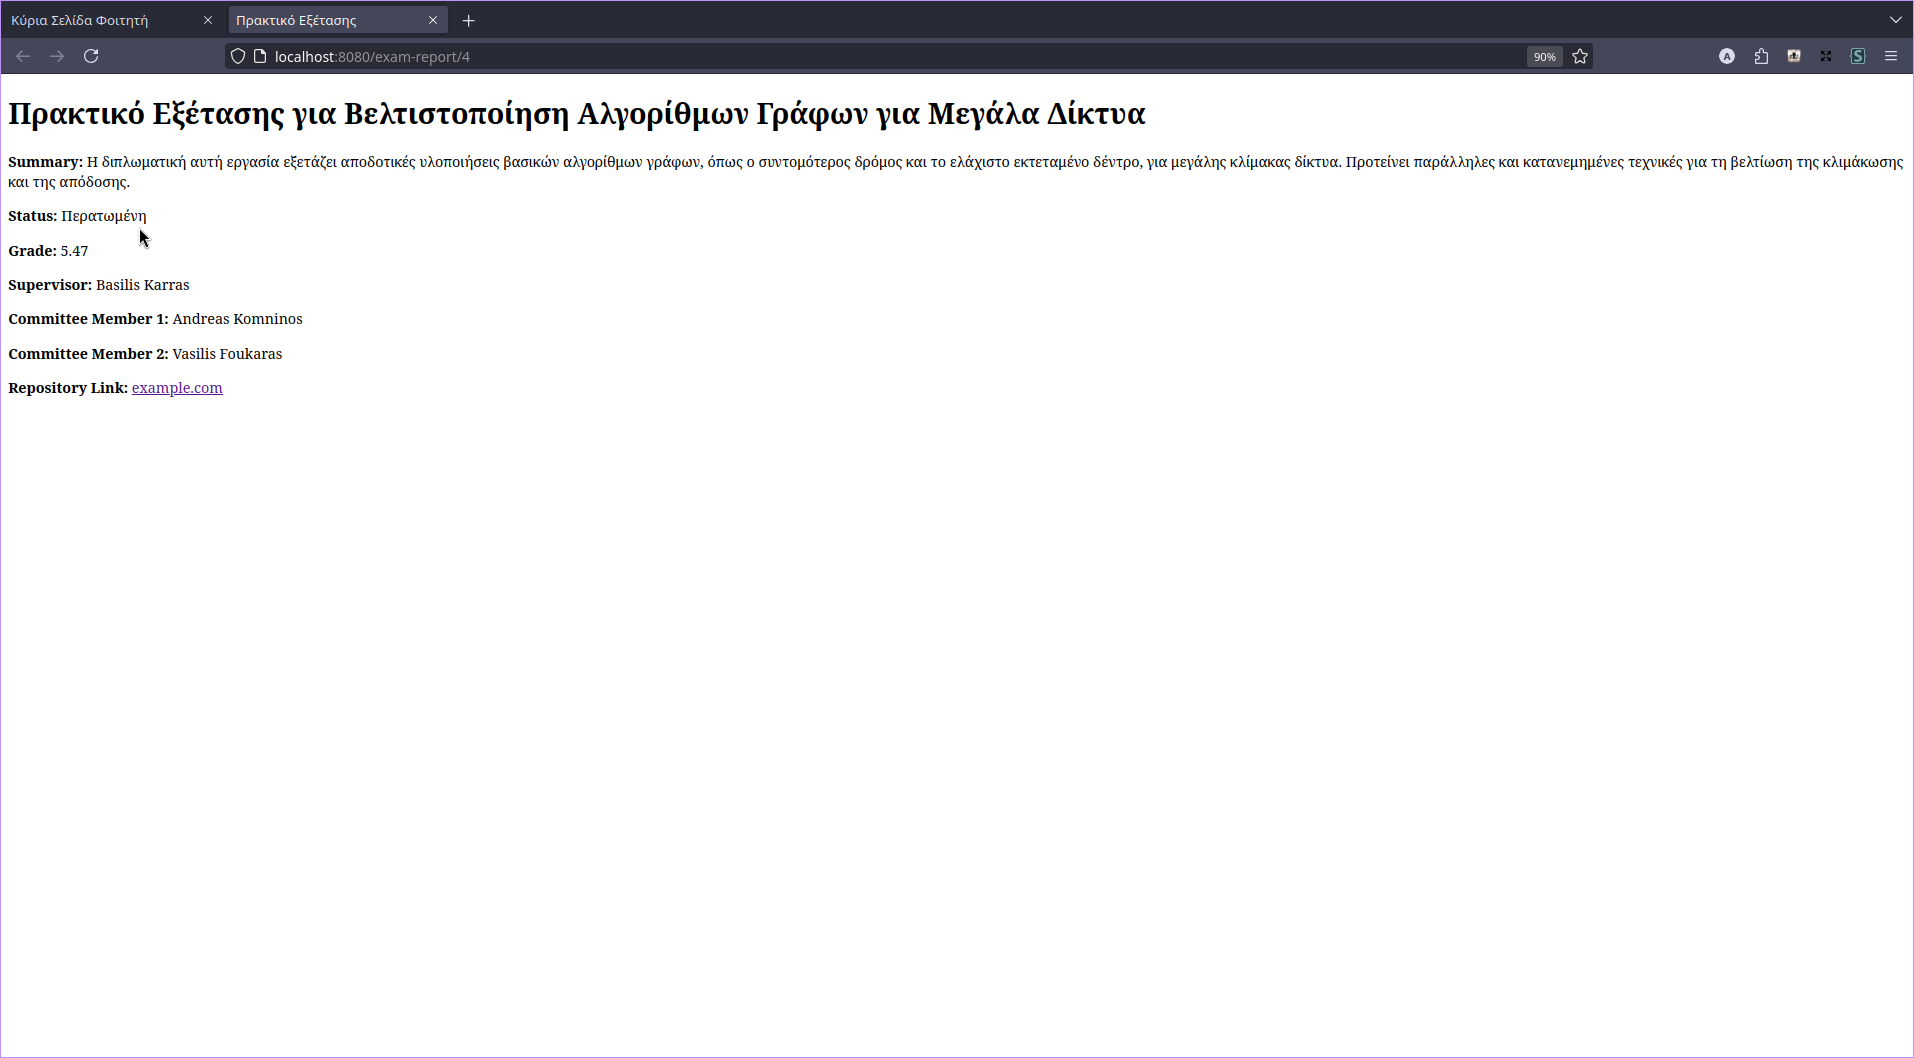 Κύρια Σελίδα Φοιτητή
Πρακτικό Εξέτασης
localhost:8080/exam-report/4
90%
A
S
Πρακτικό Εξέτασης για Βελτιστοποίηση Αλγορίθμων Γράφων για Μεγάλα Δίκτυα
Summary: Η διπλωματική αυτή εργασία εξετάζει αποδοτικές υλοποιήσεις βασικών αλγορίθμων γράφων, όπως ο συντομότερος δρόμος και το ελάχιστο εκτεταμένο δέντρο, για μεγάλης κλίμακας δίκτυα. Προτείνει παράλληλες και κατανεμημένες τεχνικές για τη βελτίωση της κλιμάκωσης
και της απόδοσης.
Status: Περατωμένη
Grade: 5.47
Supervisor: Basilis Karras
Committee Member 1: Andreas Komninos
Committee Member 2: Vasilis Foukaras
Repository Link: example.com